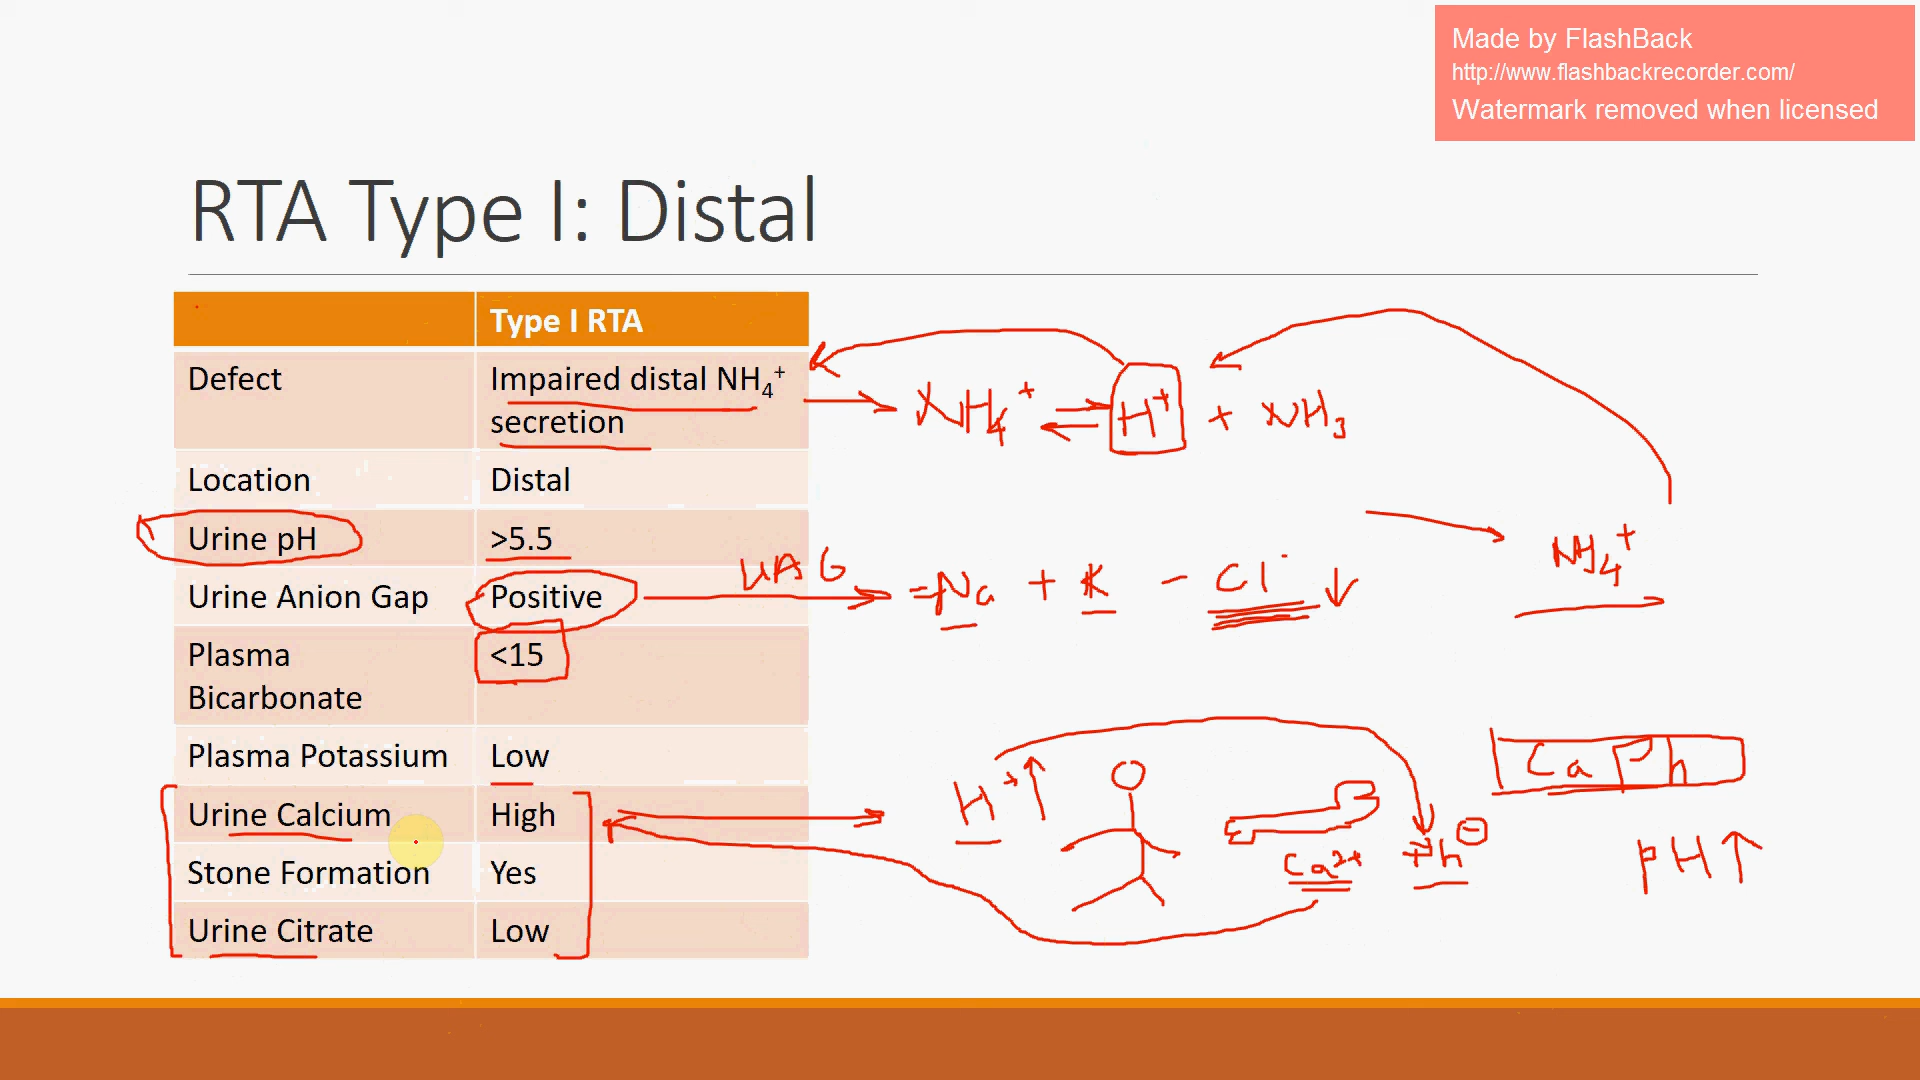 Made by FlashBack
http://www.flashbackrecorder.com/
Watermark removed when licensed
RTA Type I: Distal
Type I RTA
Defect
Impaired distal NH4+
secretion
Location
Distal
Urine pH
>5.5
Urine Anion Gap
Positive
Plasma
Bicarbonate
<15
Plasma Potassium
Low
Urine Calcium
High
Stone Formation
Yes
Urine Citrate
Low
NH4+ ⇌ H+ + NH3
UAG
= Na + K - Cl- ↓
NH4+
H+ ↑
Ca2+
Ph-
Ca Ph
pH ↑